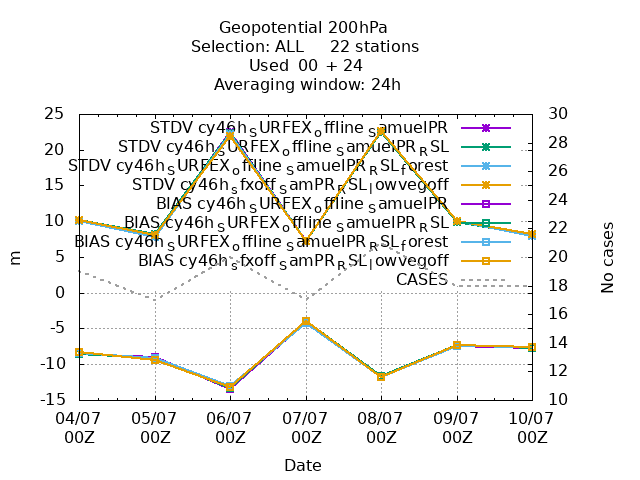 Geopotential 200hPa
Selection: ALL 22 stations
Used 00 + 24
Averaging window: 24h
25 30
STDV cy46h_SURFEX_offline_samuelPR
20 28
STDV cy46h_SURFEX_offline_samuelPR_RSL
STDV cy46h_SURFEX_offline_samuelPR_RSL_forest
15 26
STDV cy46h_sfxoff_samPR_RSL_lowvegoff
24
BIAS cy46h_SURFEX_offline_samuelPR
10 22
BIAS cy46h_SURFEX_offline_samuelPR_RSL
BIAS cy46h_SURFEX_offline_samuelPR_RSL_forest
5 20
BIAS cy46h_sfxoff_samPR_RSL_lowvegoff
CASES
0 18
-5 16
14
-10 12
-15 10
m
No cases
04/07 05/07 06/07 07/07 08/07 09/07 10/07
00Z 00Z 00Z 00Z 00Z 00Z 00Z
Date